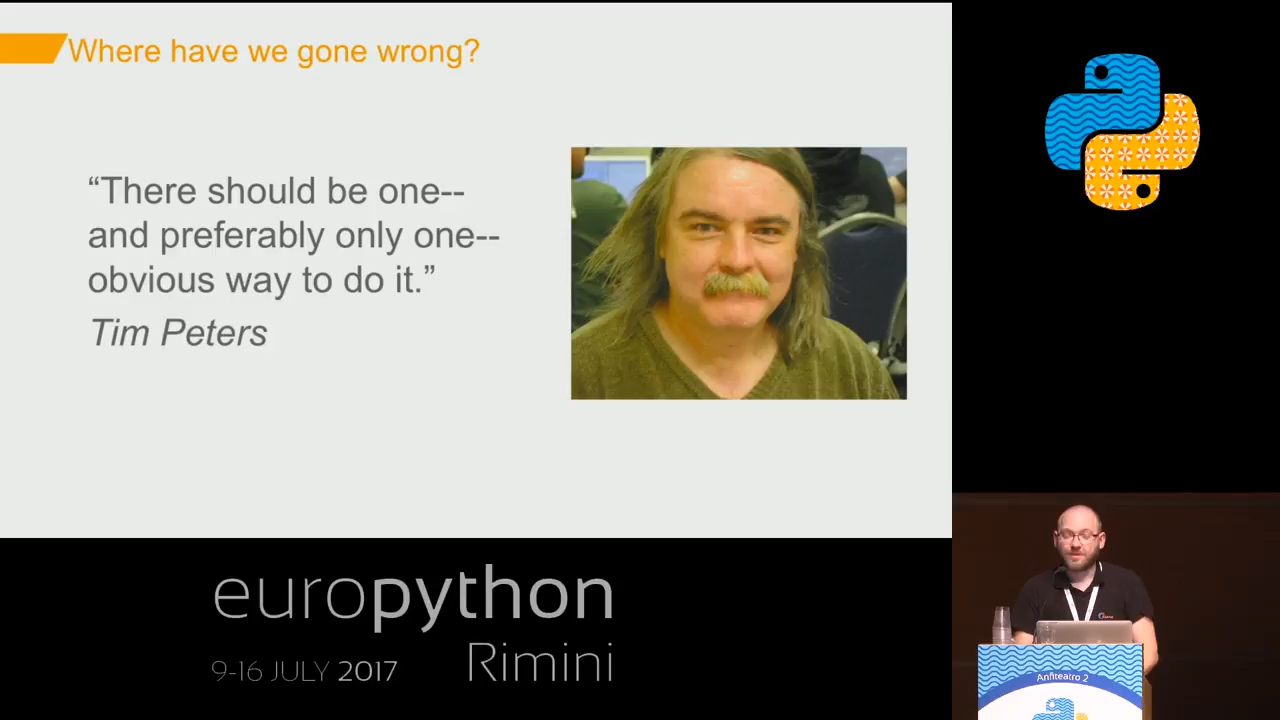 Where have we gone wrong?
“There should be one--
and preferably only one--
obvious way to do it.”
Tim Peters
europython
Rimini
9-16 JULY 2017
Anfiteatro 2